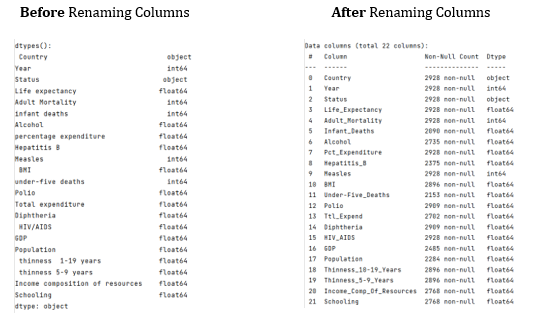 Before Renaming Columns
dtypes():
Country object
Year int64
Status object
Life expectancy float64
Adult Mortality int64
infant deaths int64
Alcohol float64
percentage expenditure float64
Hepatitis B float64
Measles int64
BMI float64
under-five deaths int64
Polio float64
Total expenditure float64
Diphtheria float64
HIV/AIDS float64
GDP float64
Population float64
thinness 1-19 years float64
thinness 5-9 years float64
Income composition of resources float64
Schooling float64
dtype: object
After Renaming Columns
Data columns (total 22 columns):
# Column Non-Null Count Dtype
--- ------ -------------- -----
0 Country 2928 non-null object
1 Year 2928 non-null int64
2 Status 2928 non-null object
3 Life_Expectancy 2928 non-null float64
4 Adult_Mortality 2928 non-null int64
5 Infant_Deaths 2090 non-null float64
6 Alcohol 2735 non-null float64
7 Pct_Expenditure 2928 non-null float64
8 Hepatitis_B 2375 non-null float64
9 Measles 2928 non-null int64
10 BMI 2896 non-null float64
11 Under-Five_Deaths 2153 non-null float64
12 Polio 2909 non-null float64
13 Ttl_Expend 2702 non-null float64
14 Diphtheria 2909 non-null float64
15 HIV_AIDS 2928 non-null float64
16 GDP 2485 non-null float64
17 Population 2284 non-null float64
18 Thinness_10-19_Years 2896 non-null float64
19 Thinness_5-9_Years 2896 non-null float64
20 Income_Comp_Of_Resources 2768 non-null float64
21 Schooling 2768 non-null float64